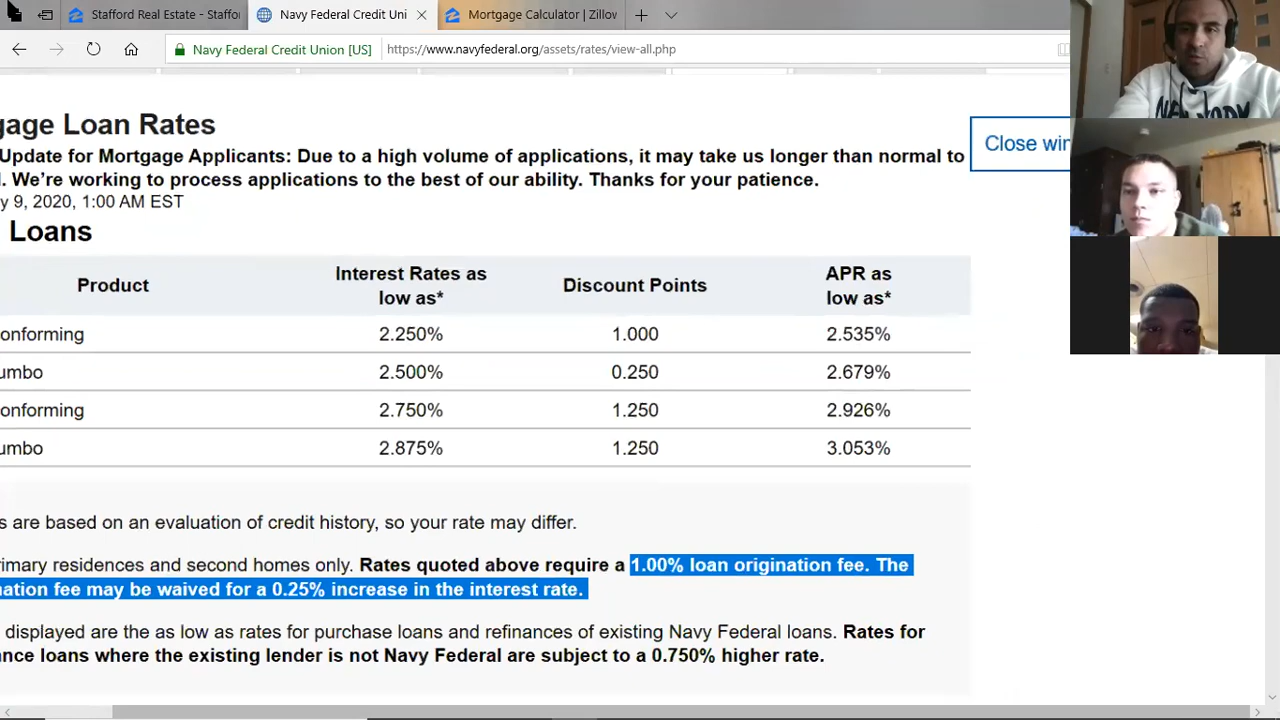 Stafford Real Estate - Staffor
Navy Federal Credit Uni
Mortgage Calculator | Zillow
Navy Federal Credit Union [US]
https://www.navyfederal.org/assets/rates/view-all.php
gage Loan Rates
Close win
Update for Mortgage Applicants: Due to a high volume of applications, it may take us longer than normal to
. We’re working to process applications to the best of our ability. Thanks for your patience.
y 9, 2020, 1:00 AM EST
Loans
Product Interest Rates as low as* Discount Points APR as low as*
onforming 2.250% 1.000 2.535%
umbo 2.500% 0.250 2.679%
onforming 2.750% 1.250 2.926%
umbo 2.875% 1.250 3.053%
s are based on an evaluation of credit history, so your rate may differ.
rimary residences and second homes only. Rates quoted above require a 1.00% loan origination fee. The
nation fee may be waived for a 0.25% increase in the interest rate.
displayed are the as low as rates for purchase loans and refinances of existing Navy Federal loans. Rates for
nce loans where the existing lender is not Navy Federal are subject to a 0.750% higher rate.
NEW YORK